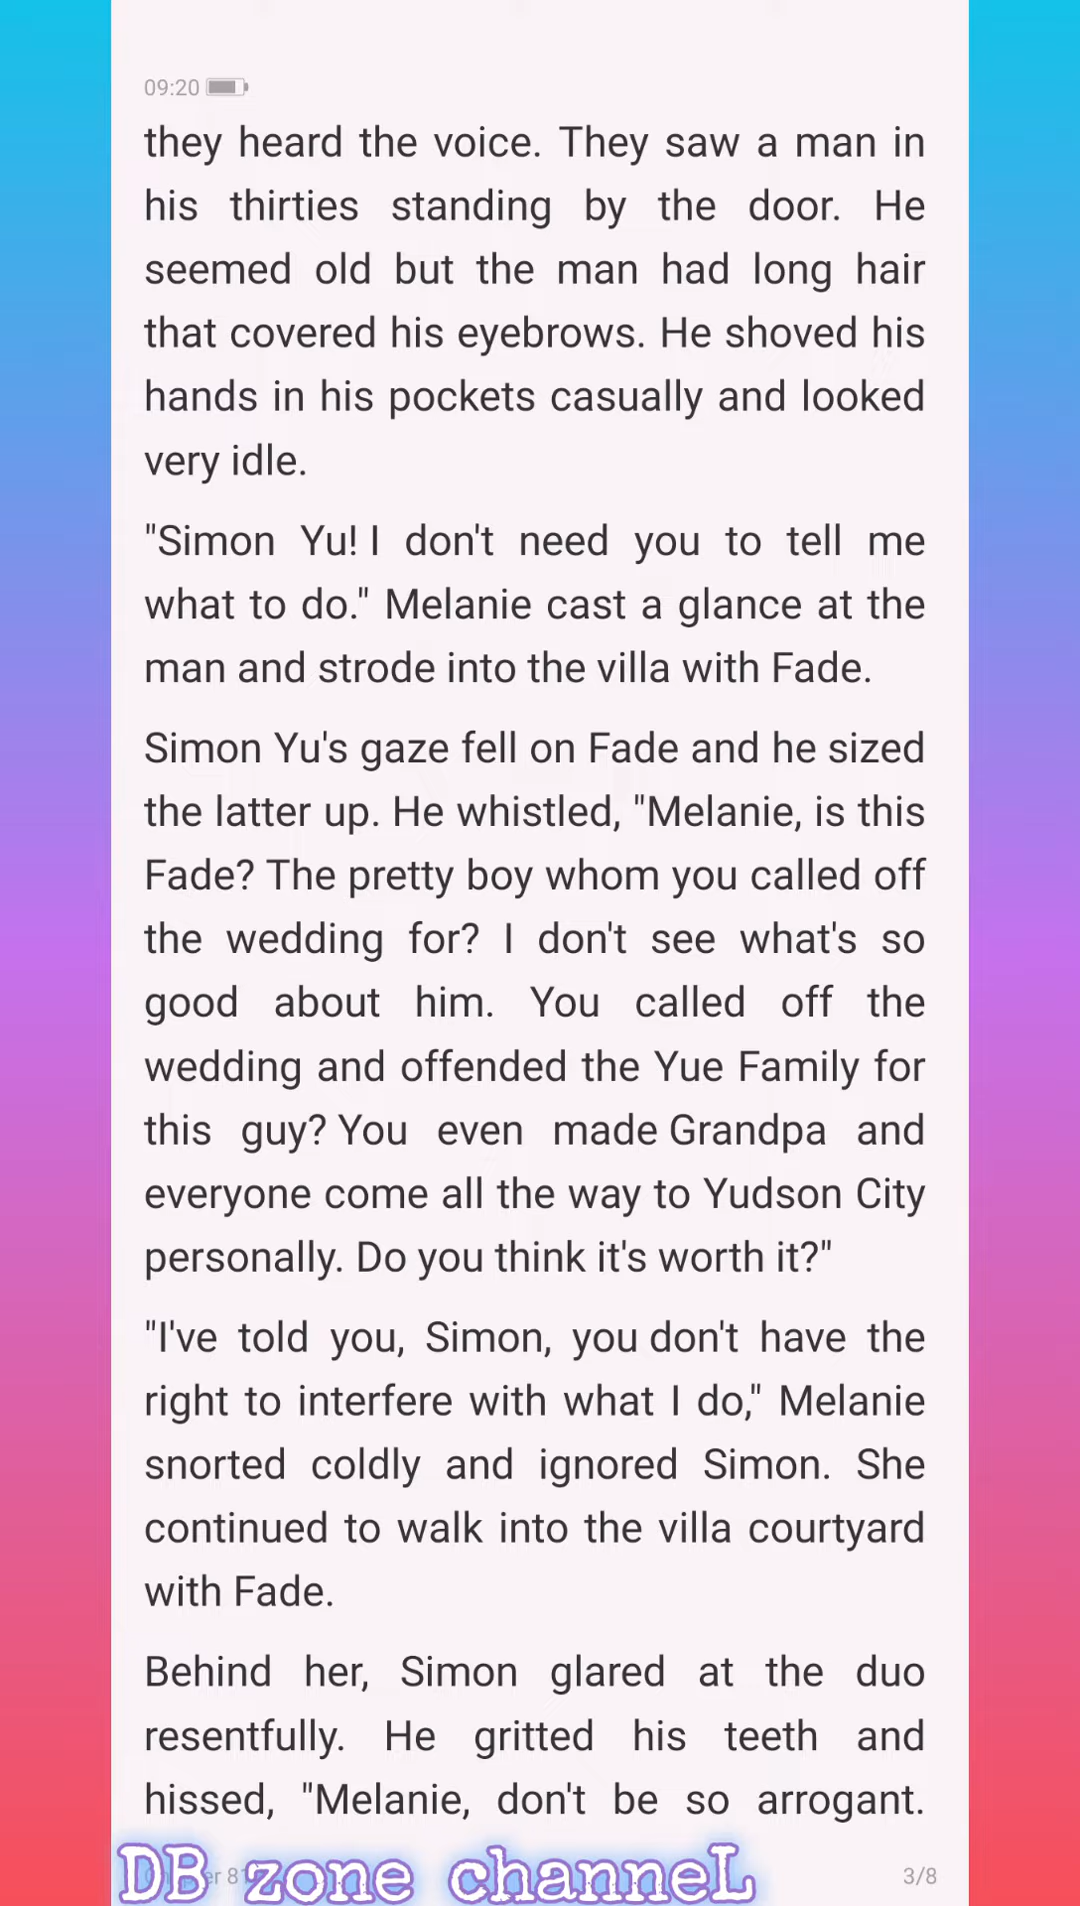 09:20
they heard the voice. They saw a man in
his thirties standing by the door. He
seemed old but the man had long hair
that covered his eyebrows. He shoved his
hands in his pockets casually and looked
very idle.
"Simon Yu! I don't need you to tell me
what to do." Melanie cast a glance at the
man and strode into the villa with Fade.
Simon Yu's gaze fell on Fade and he sized
the latter up. He whistled, "Melanie, is this
Fade? The pretty boy whom you called off
the wedding for? I don't see what's so
good about him. You called off the
wedding and offended the Yue Family for
this guy? You even made Grandpa and
everyone come all the way to Yudson City
personally. Do you think it's worth it?"
"I've told you, Simon, you don't have the
right to interfere with what I do," Melanie
snorted coldly and ignored Simon. She
continued to walk into the villa courtyard
with Fade.
Behind her, Simon glared at the duo
resentfully. He gritted his teeth and
hissed, "Melanie, don't be so arrogant.
DB zone channeL
3/8